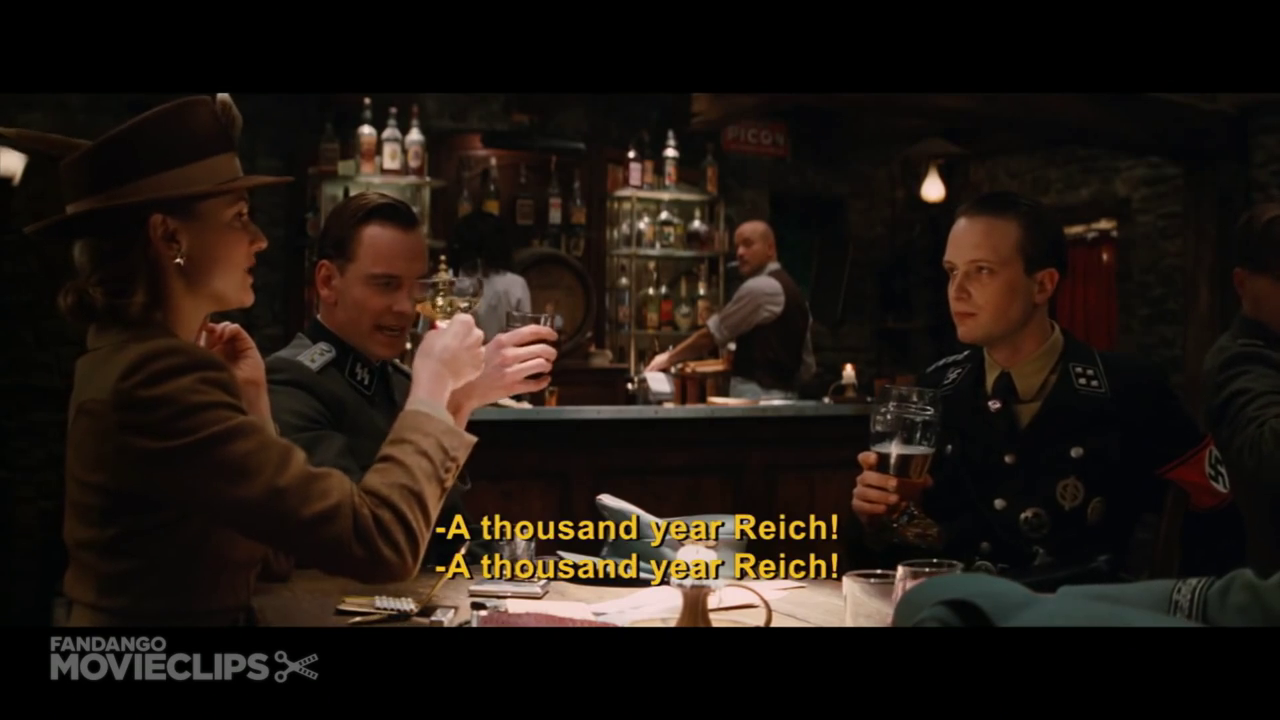 PICON
-A thousand year Reich!
-A thousand year Reich!
FANDANGO
MOVIECLIPS